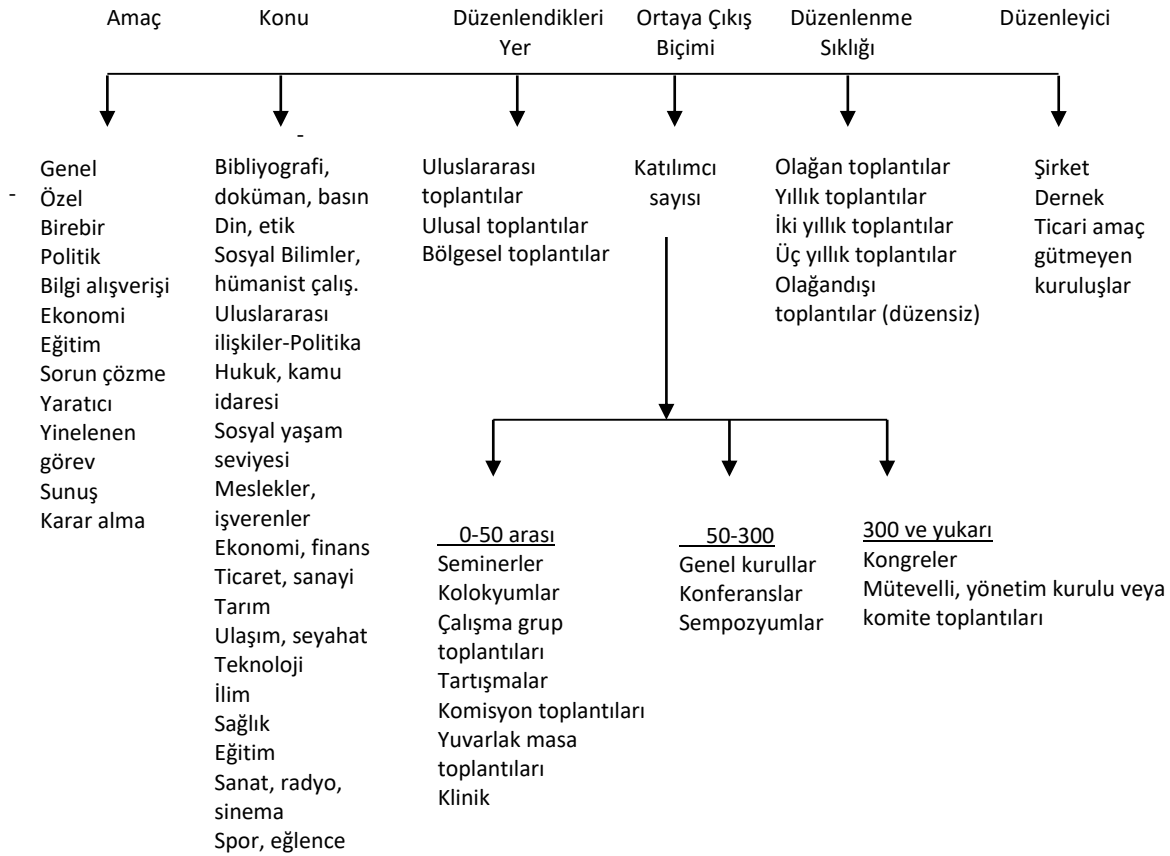 Amaç
Konu
Düzenlendikleri
Yer
Ortaya Çıkış
Biçimi
Düzenlenme
Sıklığı
Düzenleyici
Genel
- Özel
Birebir
Politik
Bilgi alışverişi
Ekonomi
Eğitim
Sorun çözme
Yaratıcı
Yinelenen
görev
Sunuş
Karar alma
-
Bibliyografi,
doküman, basın
Din, etik
Sosyal Bilimler,
hümanist çalış.
Uluslararası
ilişkiler-Politika
Hukuk, kamu
idaresi
Sosyal yaşam
seviyesi
Meslekler,
işverenler
Ekonomi, finans
Ticaret, sanayi
Tarım
Ulaşım, seyahat
Teknoloji
İlim
Sağlık
Eğitim
Sanat, radyo,
sinema
Spor, eğlence
Uluslararası
toplantılar
Ulusal toplantılar
Bölgesel toplantılar
Katılımcı
sayısı
Olağan toplantılar
Yıllık toplantılar
İki yıllık toplantılar
Üç yıllık toplantılar
Olağandışı
toplantılar (düzensiz)
Şirket
Dernek
Ticari amaç
gütmeyen
kuruluşlar
0-50 arası
Seminerler
Kolokyumlar
Çalışma grup
toplantıları
Tartışmalar
Komisyon toplantıları
Yuvarlak masa
toplantıları
Klinik
50-300
Genel kurullar
Konferanslar
Sempozyumlar
300 ve yukarı
Kongreler
Mütevelli, yönetim kurulu veya
komite toplantıları